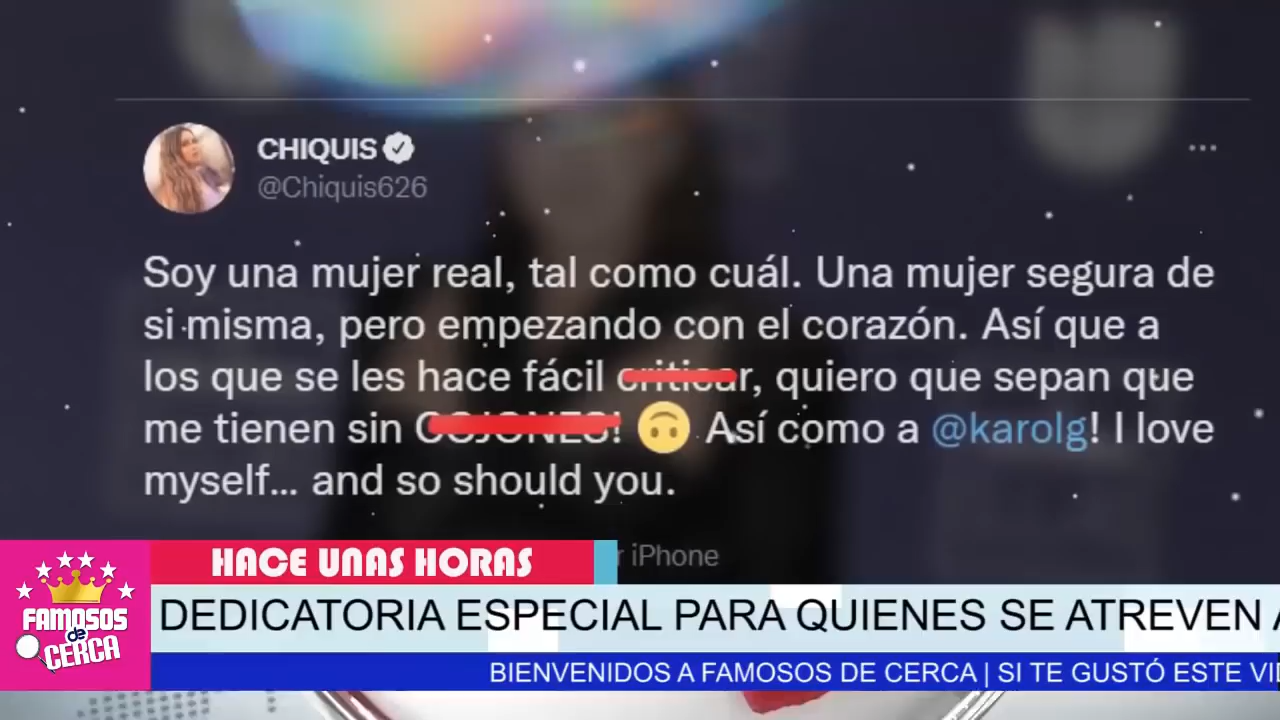 CHIQUIS
@Chiquis626
Soy una mujer real, tal como cuál. Una mujer segura de
si misma, pero empezando con el corazón. Así que a
los que se les hace fácil criticar, quiero que sepan que
me tienen sin COJONES! 🙃 Así como a @karolg! I love
myself... and so should you.
iPhone
HACE UNAS HORAS
FAMOSOS
de
CERCA
DEDICATORIA ESPECIAL PARA QUIENES SE ATREVEN
BIENVENIDOS A FAMOSOS DE CERCA | SI TE GUSTÓ ESTE